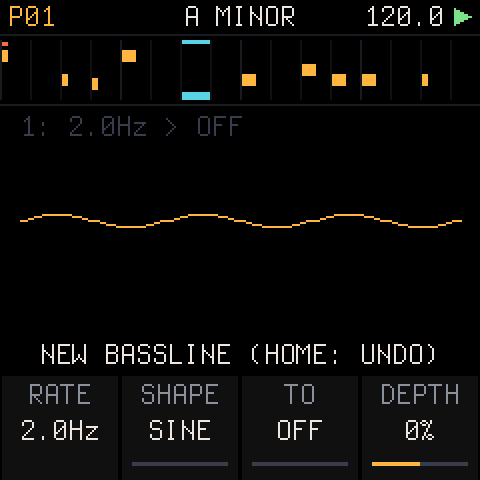 P01 A MINOR 120.0
1: 2.0Hz > OFF
NEW BASSLINE (HOME: UNDO)
RATE SHAPE TO DEPTH
2.0Hz SINE OFF 0%